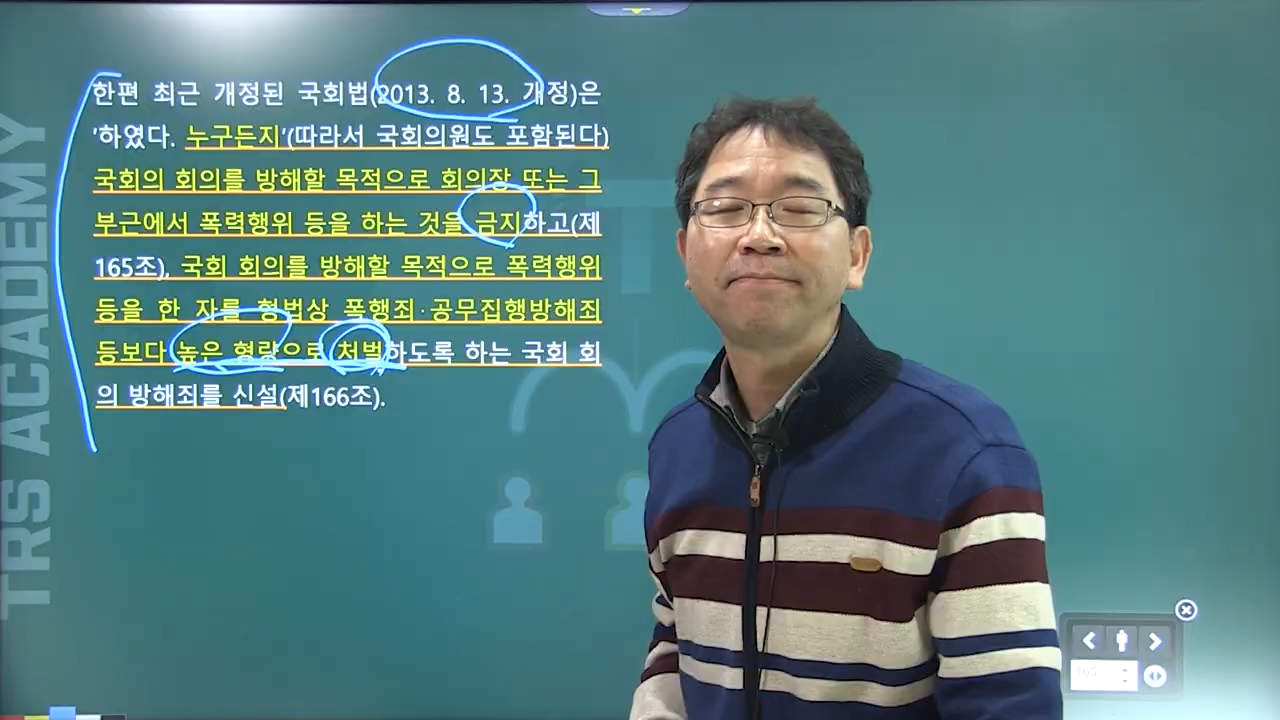 한편 최근 개정된 국회법(2013. 8. 13. 개정)은
'하였다. 누구든지'(따라서 국회의원도 포함된다)
국회의 회의를 방해할 목적으로 회의장 또는 그
부근에서 폭력행위 등을 하는 것을 금지하고(제
165조), 국회 회의를 방해할 목적으로 폭력행위
등을 한 자를 형법상 폭행죄·공무집행방해죄
등보다 높은 형량으로 처벌하도록 하는 국회 회
의 방해죄를 신설(제166조).
TRS ACADEMY
165